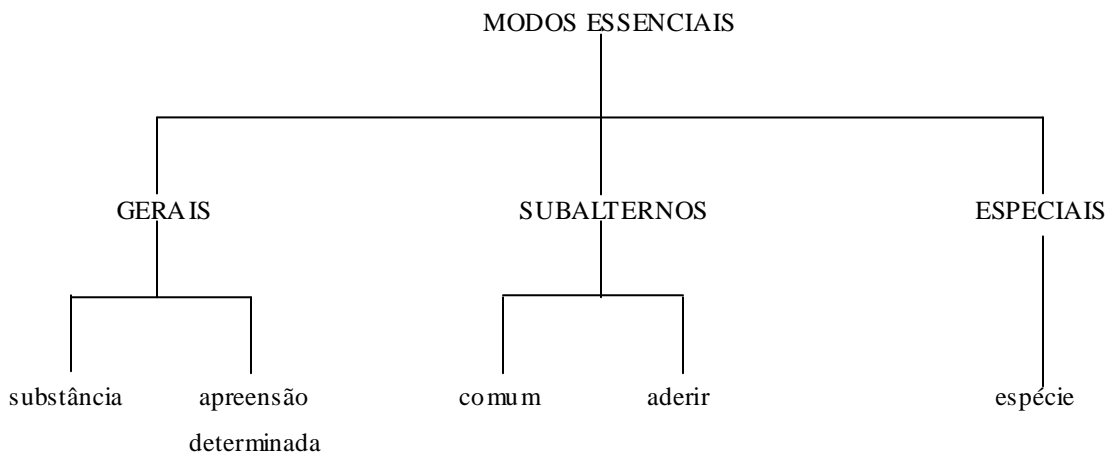 MODOS ESSENCIAIS
GERAIS SUBALTERNOS ESPECIAIS
substância apreensão comum aderir espécie
determinada